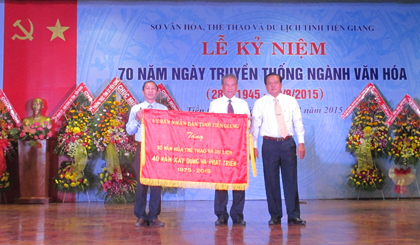 SỞ VĂN HÓA, THỂ THAO VÀ DU LỊCH TỈNH TIỀN GIANG
LỄ KỶ NIỆM
70 NĂM NGÀY TRUYỀN THỐNG NGÀNH VĂN HÓA
(28 1945 8/2015)
Tiền 2015
ỦY BAN NHÂN DÂN TỈNH TIỀN GIANG
Tặng
SỞ VĂN HÓA THỂ THAO VÀ DU LỊCH
40 NĂM XÂY DỰNG VÀ PHÁT TRIỂN
1975-2015